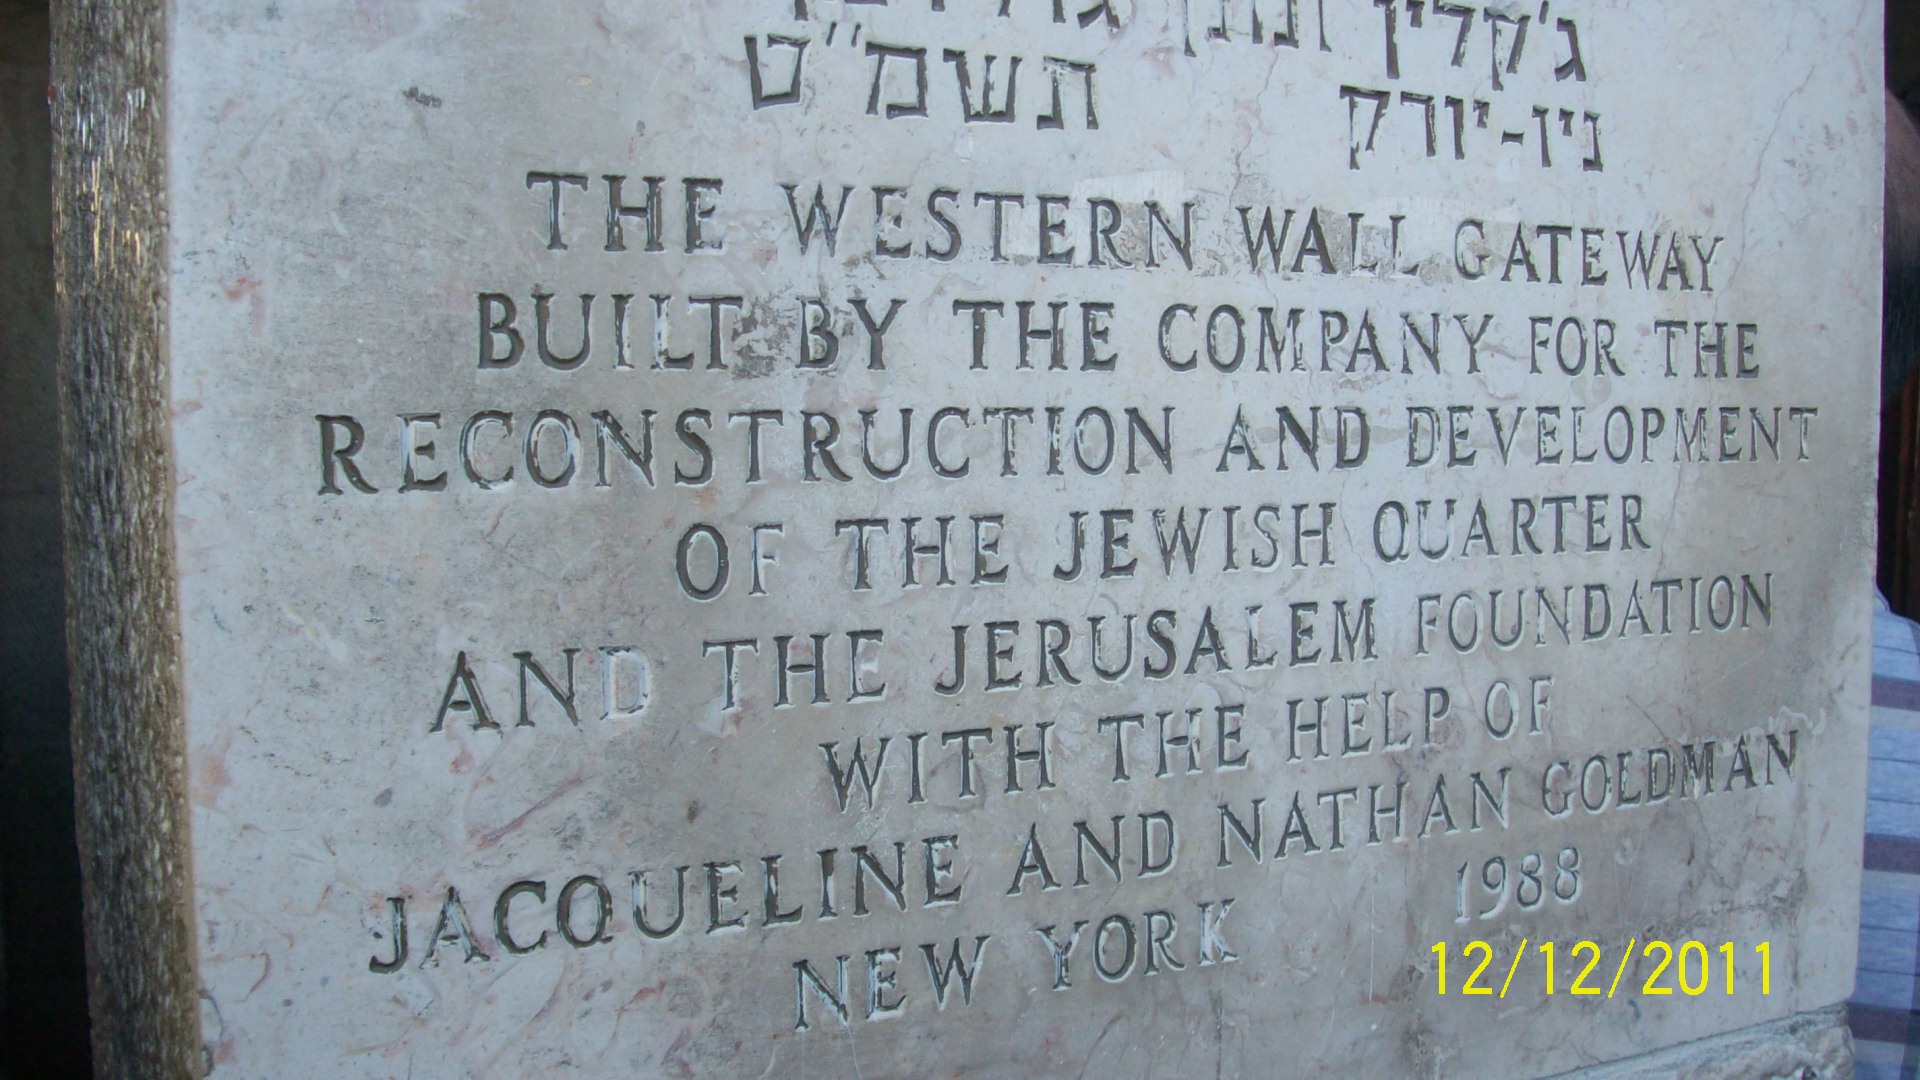 ג'קלין ונתן גולדמן
ניו-יורק תשמ"ט
THE WESTERN WALL GATEWAY
BUILT BY THE COMPANY FOR THE
RECONSTRUCTION AND DEVELOPMENT
OF THE JEWISH QUARTER
AND THE JERUSALEM FOUNDATION
WITH THE HELP OF
JACQUELINE AND NATHAN GOLDMAN
NEW YORK 1988
12/12/2011